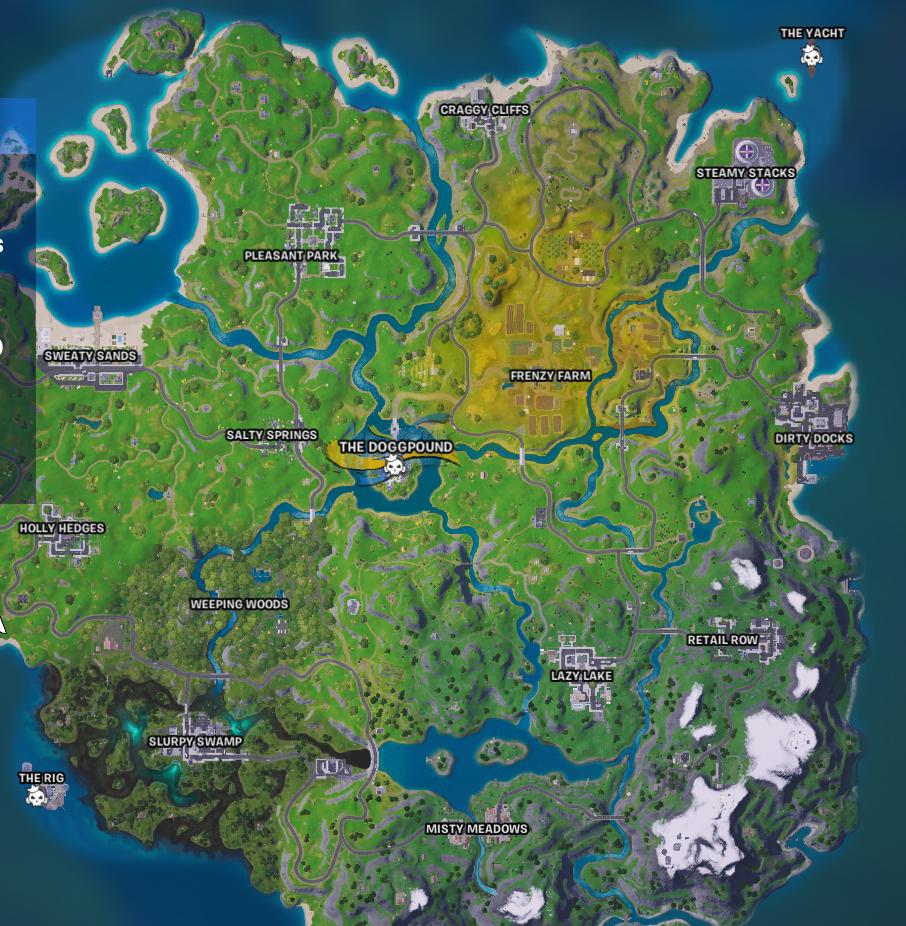 THE YACHT
CRAGGY CLIFFS
STEAMY STACKS
PLEASANT PARK
SWEATY SANDS
FRENZY FARM
SALTY SPRINGS
THE DOGGPOUND
DIRTY DOCKS
HOLLY HEDGES
WEEPING WOODS
RETAIL ROW
LAZY LAKE
SLURPY SWAMP
THE RIG
MISTY MEADOWS